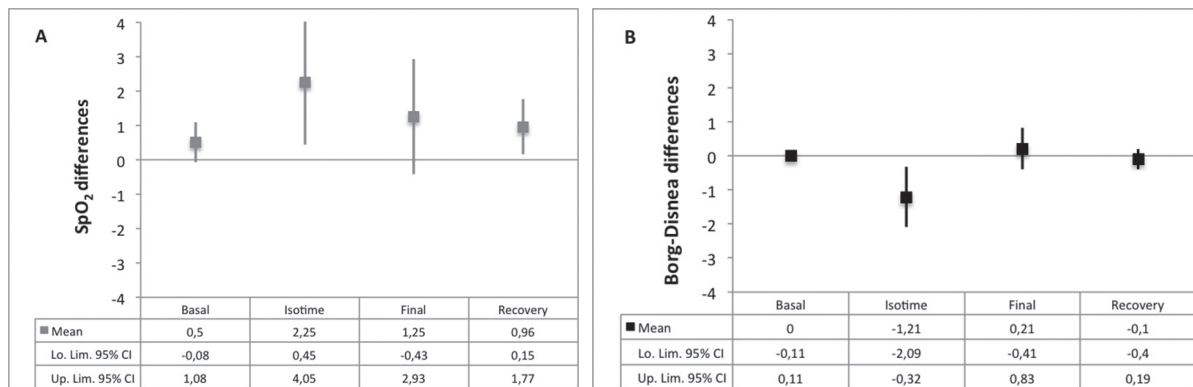 A
SpO₂ differences
4
3
2
1
0
-1
-2
-3
-4
Basal Isotime Final Recovery
Mean 0,5 2,25 1,25 0,96
Lo. Lim. 95% CI -0,08 0,45 -0,43 0,15
Up. Lim. 95% CI 1,08 4,05 2,93 1,77
B
Borg-Disnea differences
4
3
2
1
0
-1
-2
-3
-4
Basal Isotime Final Recovery
Mean 0 -1,21 0,21 -0,1
Lo. Lim. 95% CI -0,11 -2,09 -0,41 -0,4
Up. Lim. 95% CI 0,11 -0,32 0,83 0,19